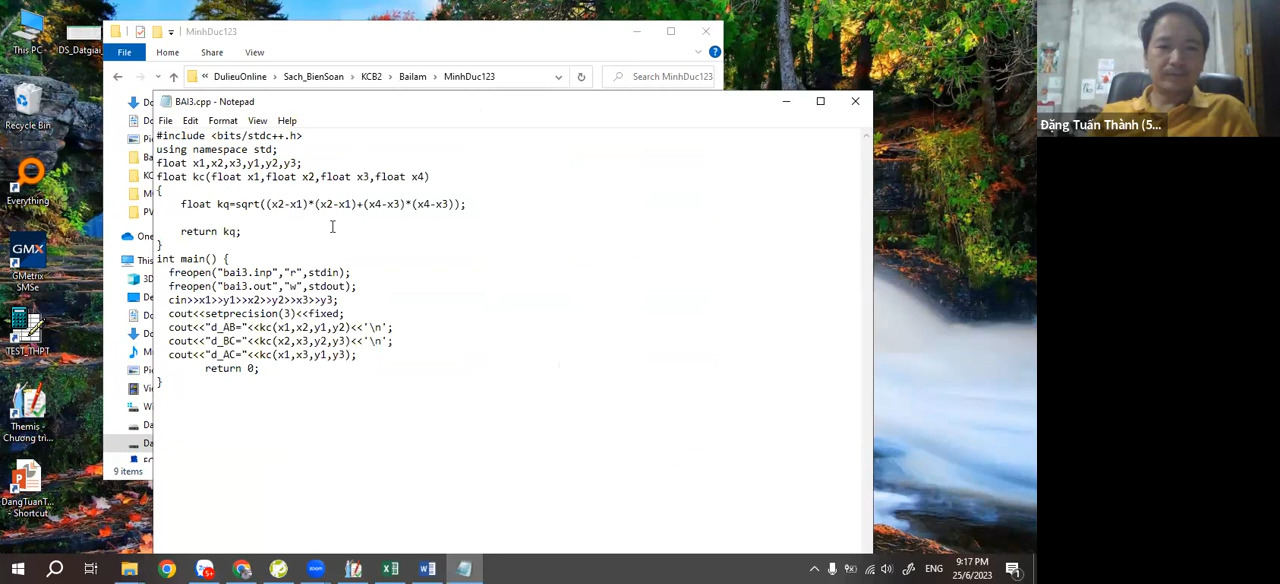 This PC
DS_Datgiai
Recycle Bin
Everything
GMX
GMetrix
SMSe
TEST_THPT
Themis -
Chương trì...
DangTuanT...
- Shortcut
MinhDuc123
File Home Share View
DulieuOnline > Sach_BienSoan > KCB2 > Bailam > MinhDuc123
Search MinhDuc123
9 items
BAI3.cpp - Notepad
File Edit Format View Help
#include <bits/stdc++.h>
using namespace std;
float x1,x2,x3,y1,y2,y3;
float kc(float x1,float x2,float x3,float x4)
{
float kq=sqrt((x2-x1)*(x2-x1)+(x4-x3)*(x4-x3));
return kq;
}
int main() {
freopen("bai3.inp","r",stdin);
freopen("bai3.out","w",stdout);
cin>>x1>>y1>>x2>>y2>>x3>>y3;
cout<<setprecision(3)<<fixed;
cout<<"d_AB="<<kc(x1,x2,y1,y2)<<'\n';
cout<<"d_BC="<<kc(x2,x3,y2,y3)<<'\n';
cout<<"d_AC="<<kc(x1,x3,y1,y3);
return 0;
}
Đặng Tuấn Thành (5...
ENG
9:17 PM
25/6/2023